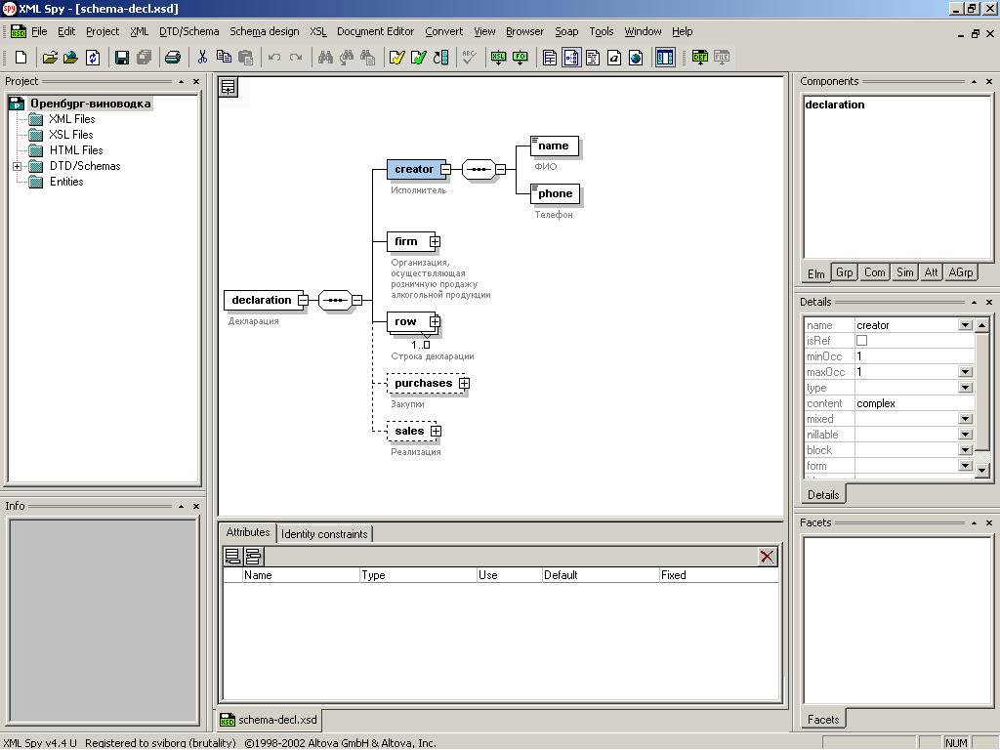 XML Spy - [schema-decl.xsd]
File Edit Project XML DTD/Schema Schema design XSL Document Editor Convert View Browser Soap Tools Window Help
Project
Оренбург-виноводка
XML Files
XSL Files
HTML Files
DTD/Schemas
Entities
Info
declaration
Декларация
creator
Исполнитель
name
ФИО
phone
Телефон
firm
Организация,
осуществляющая
розничную продажу
алкогольной продукции
row
1..
Строка декларации
purchases
Закупки
sales
Реализация
Attributes Identity constraints
Name Type Use Default Fixed
schema-decl.xsd
Components
declaration
Elm Grp Com Sim Att AGrp
Details
name creator
isRef
minOcc 1
maxOcc 1
type
content complex
mixed
nillable
block
form
Details
Facets
Facets
XML Spy v4.4 U Registered to sviborg (brutality) ©1998-2002 Altova GmbH & Altova, Inc.
NUM